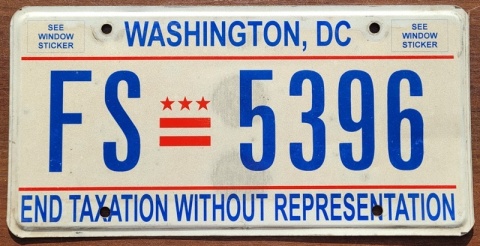 SEE
WINDOW
STICKER
WASHINGTON, DC
SEE
WINDOW
STICKER
FS 5396
END TAXATION WITHOUT REPRESENTATION